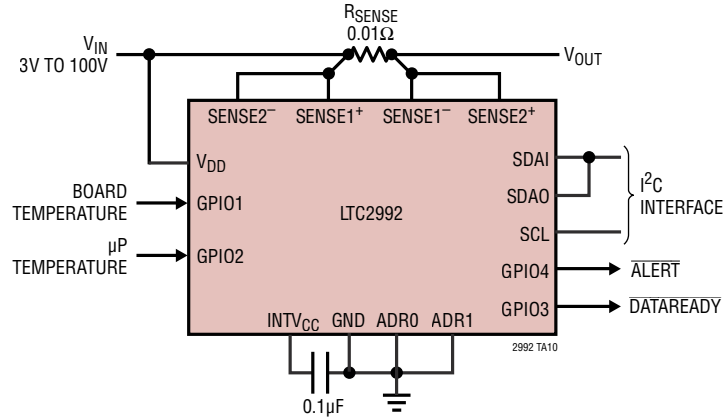 RSENSE
0.01Ω
VIN
3V TO 100V
VOUT
SENSE2–
SENSE1+
SENSE1–
SENSE2+
VDD
SDAI
I2C
INTERFACE
BOARD
TEMPERATURE
GPIO1
SDAO
LTC2992
SCL
µP
TEMPERATURE
GPIO2
GPIO4
ALERT
GPIO3
DATAREADY
INTVCC
GND
ADR0
ADR1
2992 TA10
0.1µF